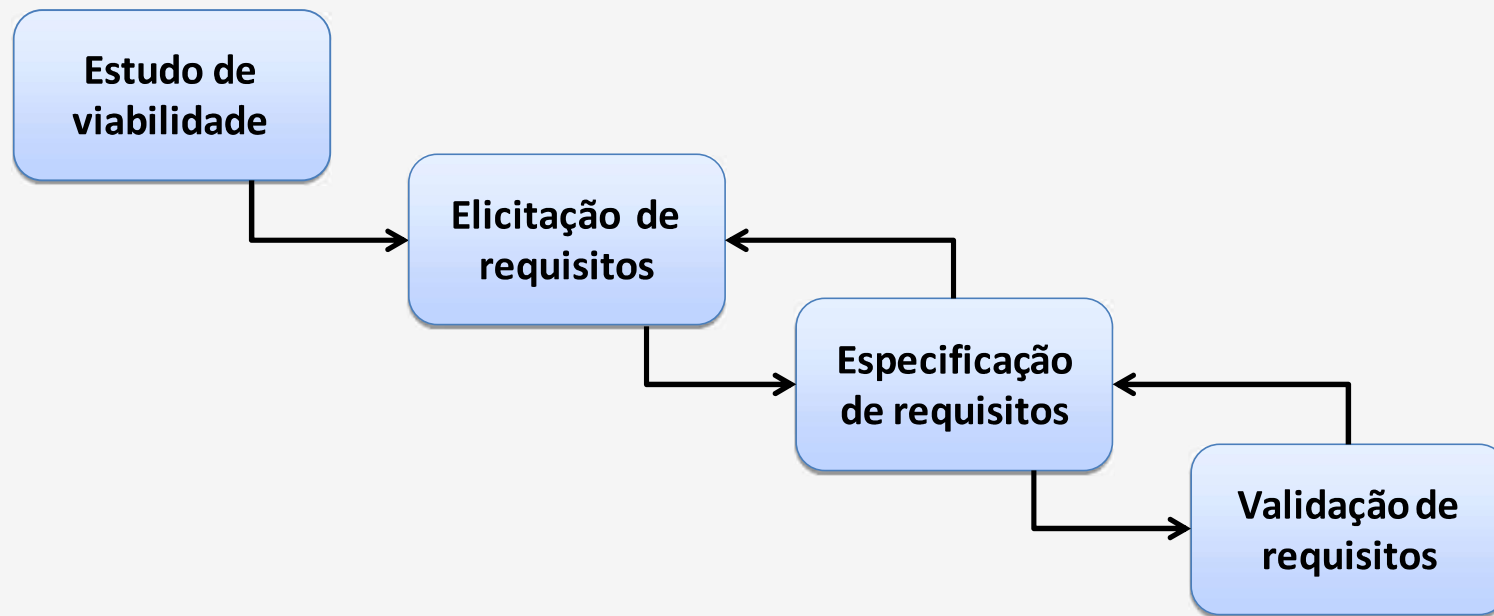 Estudo de
viabilidade
Elicitação de
requisitos
Especificação
de requisitos
Validação de
requisitos